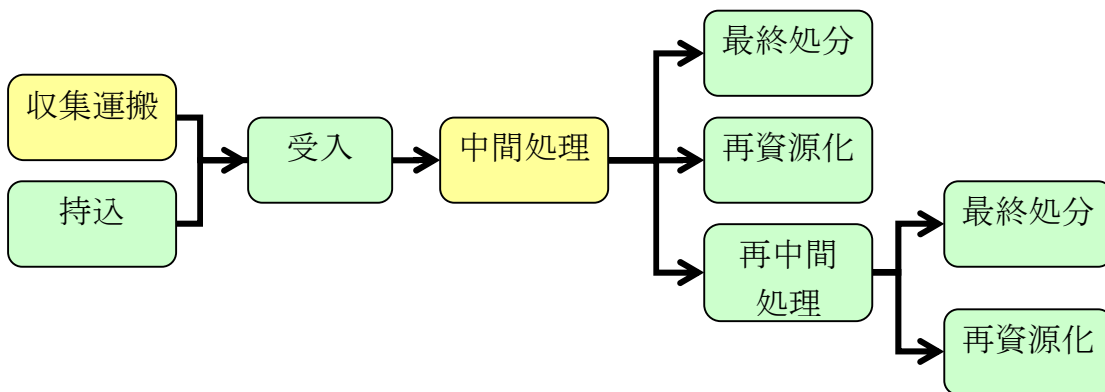 収集運搬
持込
受入
中間処理
最終処分
再資源化
再中間
処理
最終処分
再資源化